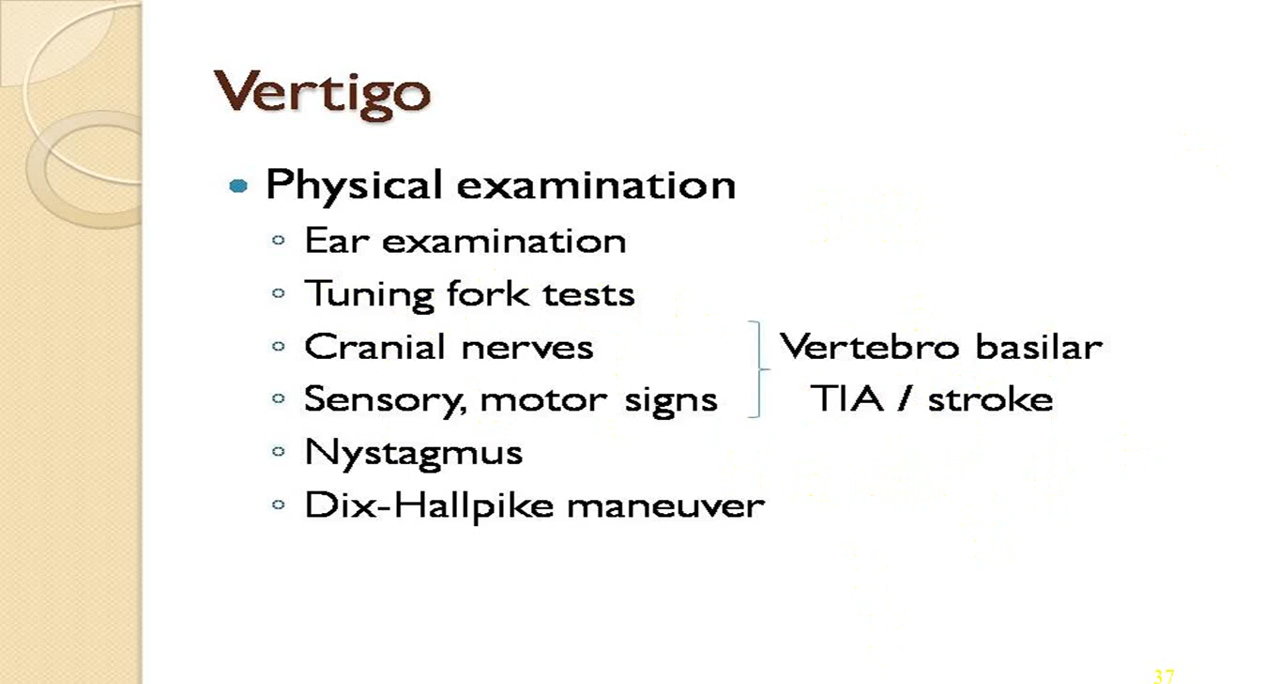 Vertigo
Physical examination
Ear examination
Tuning fork tests
Cranial nerves
Sensory, motor signs
Vertebro basilar
TIA / stroke
Nystagmus
Dix-Hallpike maneuver
37